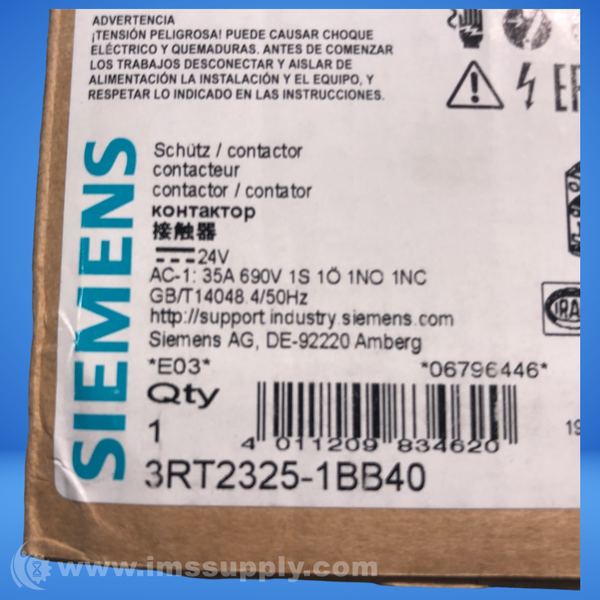 ADVERTENCIA
¡TENSIÓN PELIGROSA! PUEDE CAUSAR CHOQUE
ELÉCTRICO Y QUEMADURAS. ANTES DE COMENZAR
LOS TRABAJOS DESCONECTAR Y AISLAR DE
ALIMENTACIÓN LA INSTALACIÓN Y EL EQUIPO, Y
RESPETAR LO INDICADO EN LAS INSTRUCCIONES.
SIEMENS
Schütz / contactor
contacteur
contactor / contator
контактор
接触器
24V
AC-1: 35A 690V 1S 1Ö 1NO 1NC
GB/T14048.4/50Hz
http://support.industry.siemens.com
Siemens AG, DE-92220 Amberg
*E03* *06796446*
Qty
1
4 011209 834620
3RT2325-1BB40
www.imssupply.com